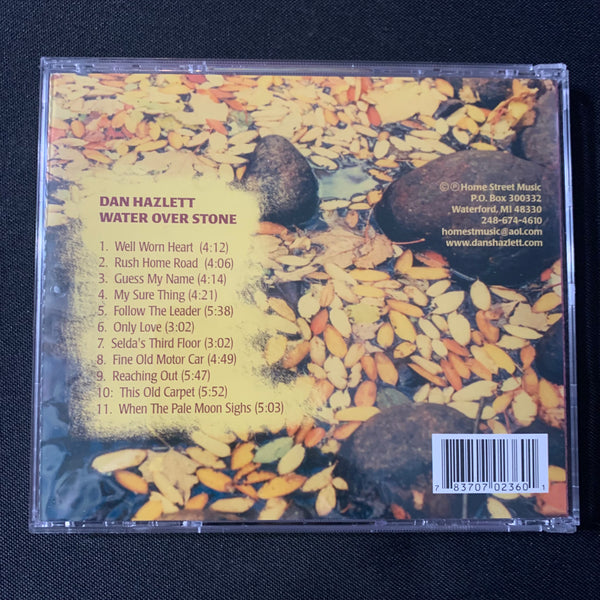 DAN HAZLETT
WATER OVER STONE
1. Well Worn Heart (4:12)
2. Rush Home Road (4:06)
3. Guess My Name (4:14)
4. My Sure Thing (4:21)
5. Follow The Leader (5:38)
6. Only Love (3:02)
7. Selda's Third Floor (3:02)
8. Fine Old Motor Car (4:49)
9. Reaching Out (5:47)
10: This Old Carpet (5:52)
11. When The Pale Moon Sighs (5:03)
©℗Home Street Music
P.O. Box 300332
Waterford, MI 48330
248-674-4610
homestmusic@aol.com
www.danshazlett.com
7 83707 02360 1